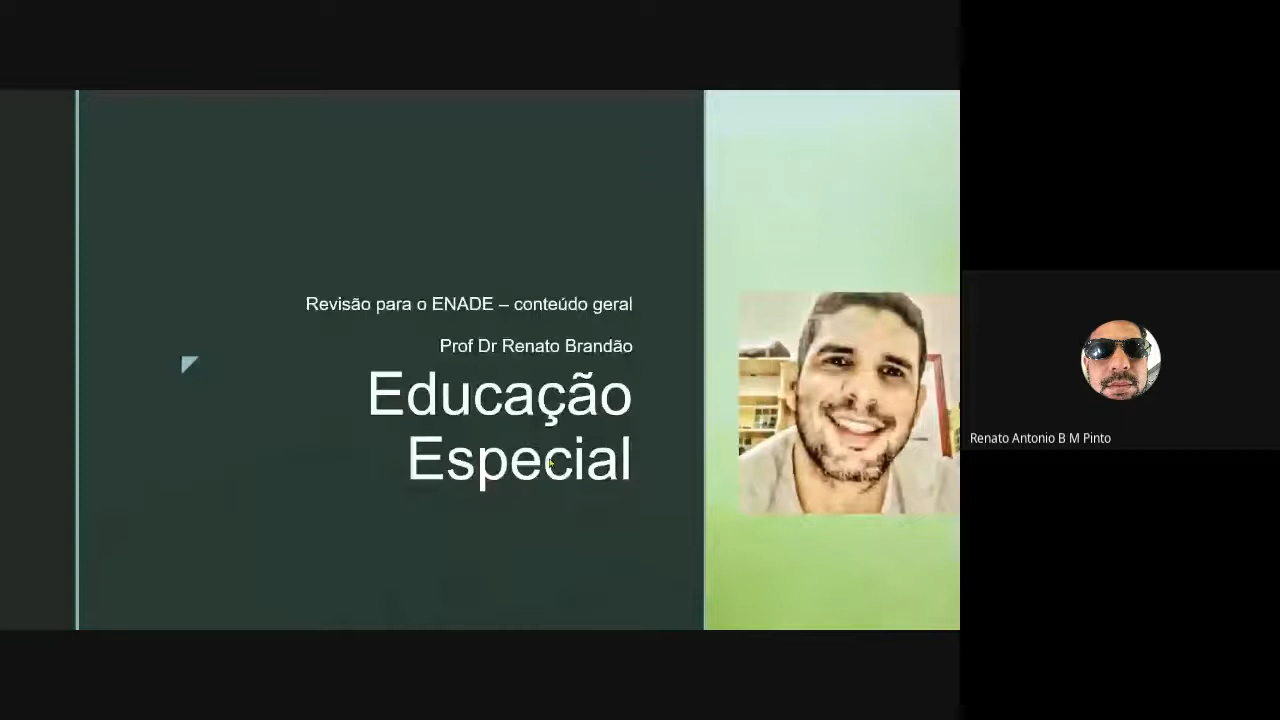 Revisão para o ENADE – conteúdo geral
Prof Dr Renato Brandão
Educação
Especial
Renato Antonio B M Pinto